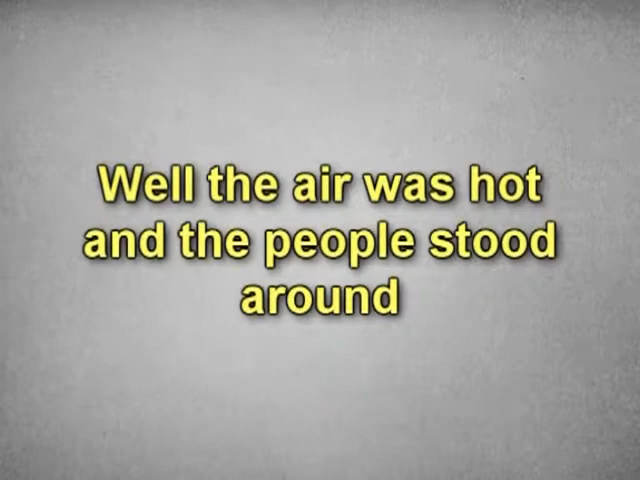 Well the air was hot
and the people stood
around